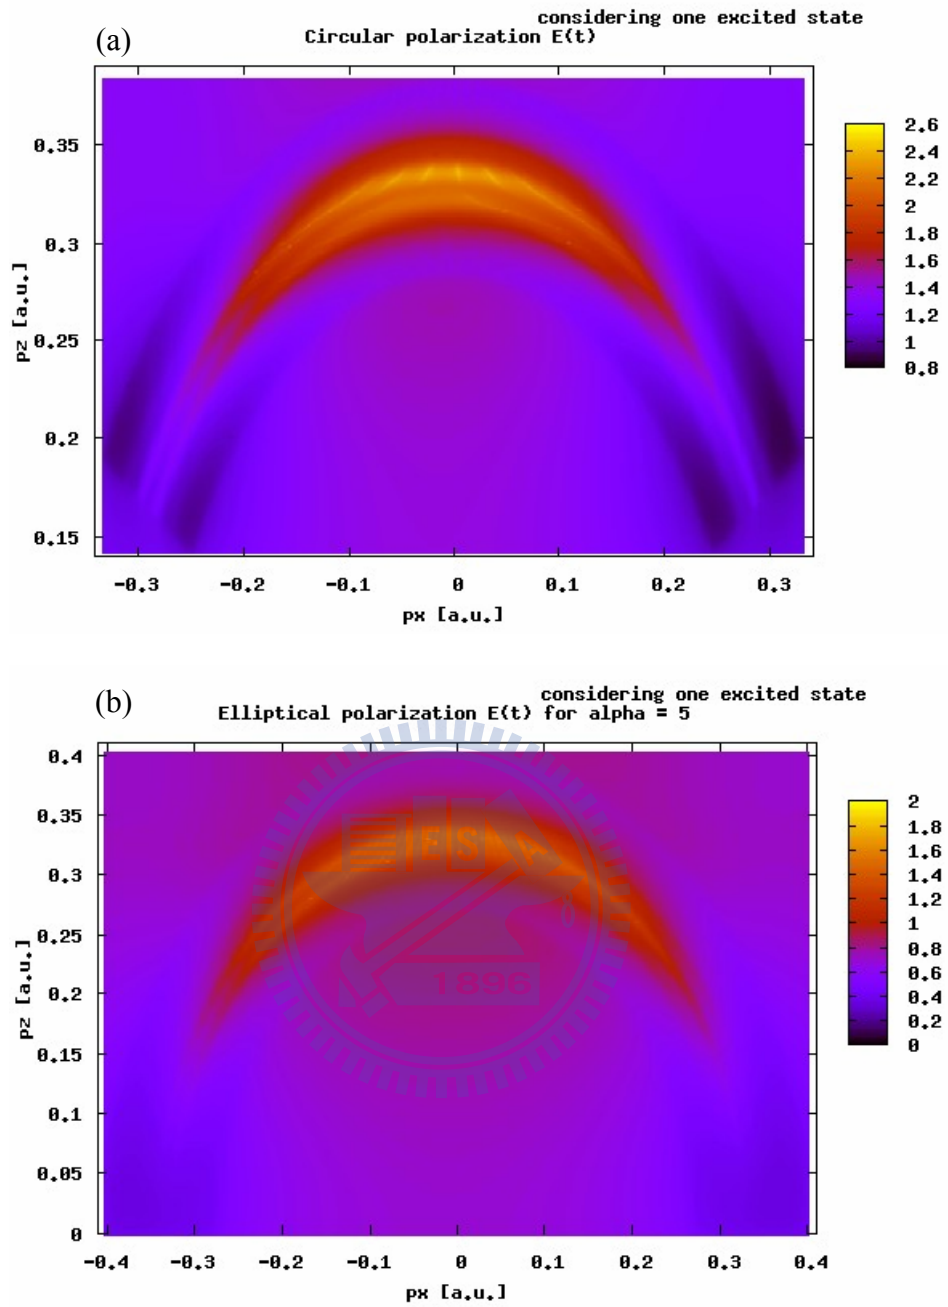 (a)
considering one excited state
Circular polarization E(t)
pz [a.u.]
0.35
0.3
0.25
0.2
0.15
-0.3 -0.2 -0.1 0 0.1 0.2 0.3
px [a.u.]
2.6
2.4
2.2
2
1.8
1.6
1.4
1.2
1
0.8
(b)
considering one excited state
Elliptical polarization E(t) for alpha = 5
pz [a.u.]
0.4
0.35
0.3
0.25
0.2
0.15
0.1
0.05
0
-0.4 -0.3 -0.2 -0.1 0 0.1 0.2 0.3 0.4
px [a.u.]
2
1.8
1.6
1.4
1.2
1
0.8
0.6
0.4
0.2
0
ES
1896